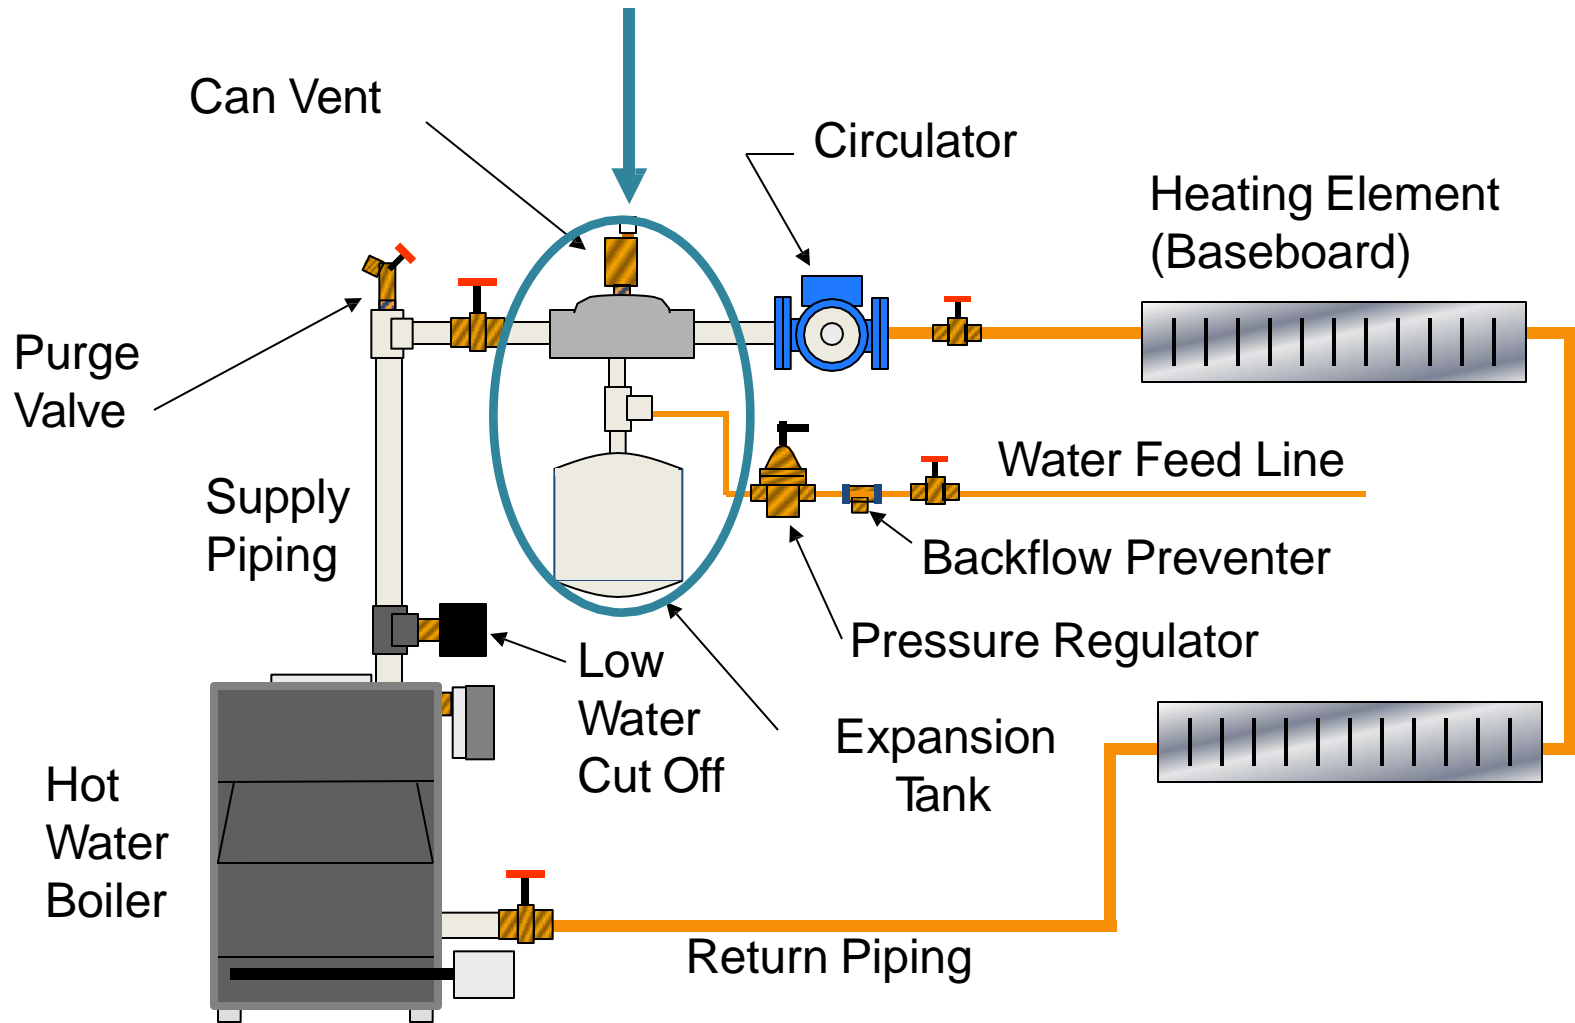 Can Vent
Circulator
Heating Element
(Baseboard)
Purge
Valve
Water Feed Line
Supply
Piping
Backflow Preventer
Pressure Regulator
Low
Water
Cut Off
Expansion
Tank
Hot
Water
Boiler
Return Piping